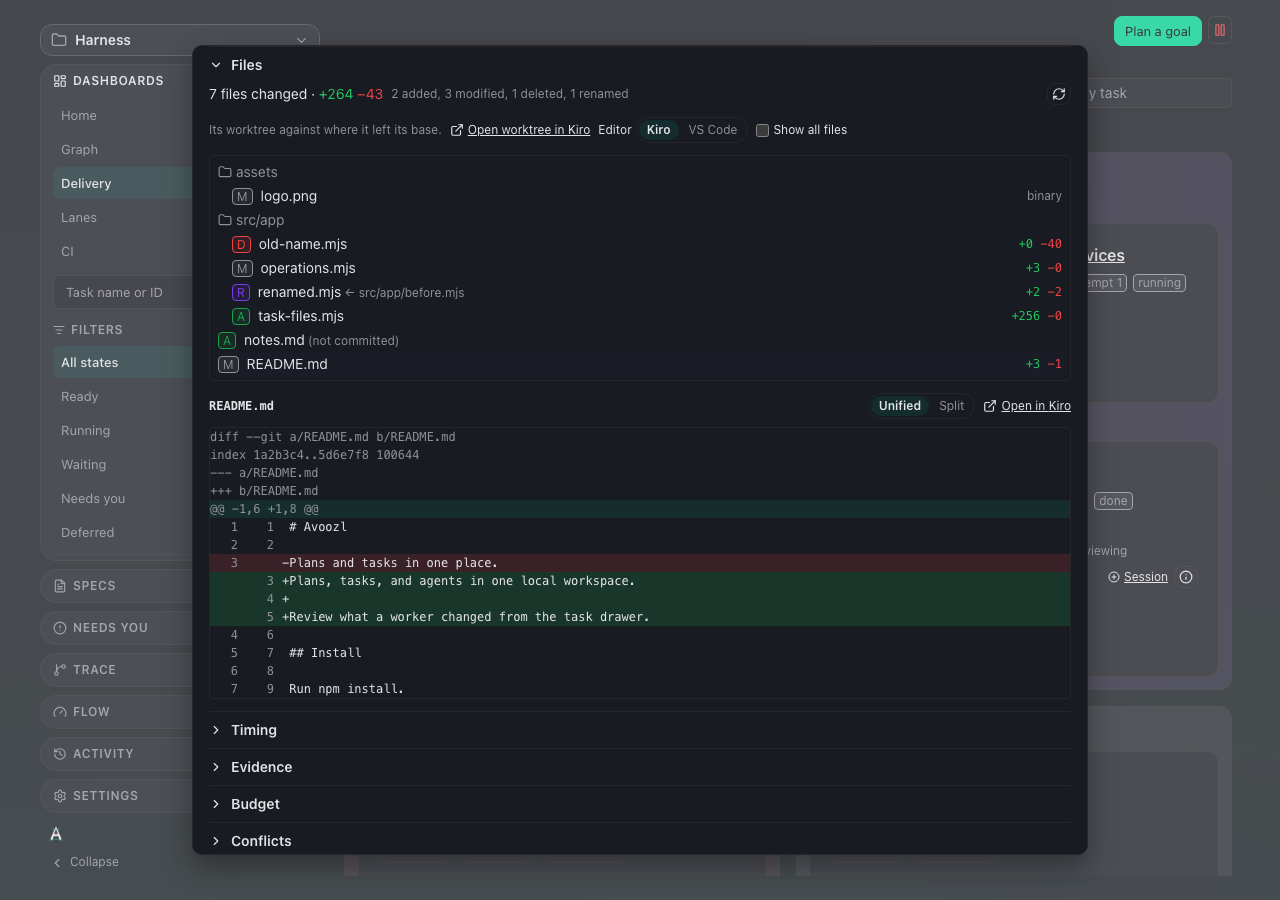 Harness
Plan a goal
DASHBOARDS
Home
Graph
Delivery
Lanes
CI
Task name or ID
FILTERS
All states
Ready
Running
Waiting
Needs you
Deferred
SPECS
NEEDS YOU
TRACE
FLOW
ACTIVITY
SETTINGS
A
Collapse
Files
7 files changed · +264 −43 2 added, 3 modified, 1 deleted, 1 renamed
Its worktree against where it left its base. Open worktree in Kiro Editor Kiro VS Code Show all files
assets
M logo.png binary
src/app
D old-name.mjs +0 −40
M operations.mjs +3 −0
R renamed.mjs ← src/app/before.mjs +2 −2
A task-files.mjs +256 −0
A notes.md (not committed)
M README.md +3 −1
README.md Unified Split Open in Kiro
diff --git a/README.md b/README.md
index 1a2b3c4..5d6e7f8 100644
--- a/README.md
+++ b/README.md
@@ -1,6 +1,8 @@
1 1 # Avoozl
2 2
3 -Plans and tasks in one place.
3 +Plans, tasks, and agents in one local workspace.
4 +
5 +Review what a worker changed from the task drawer.
4 6
5 7 ## Install
6 8
7 9 Run npm install.
Timing
Evidence
Budget
Conflicts
y task
vices
empt 1 running
done
viewing
Session